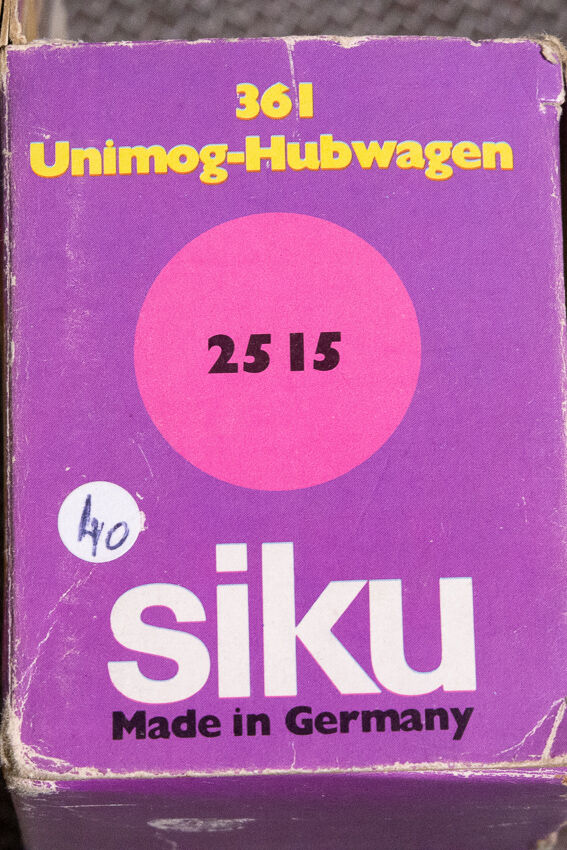 361
Unimog-Hubwagen
2515
40
siku
Made in Germany